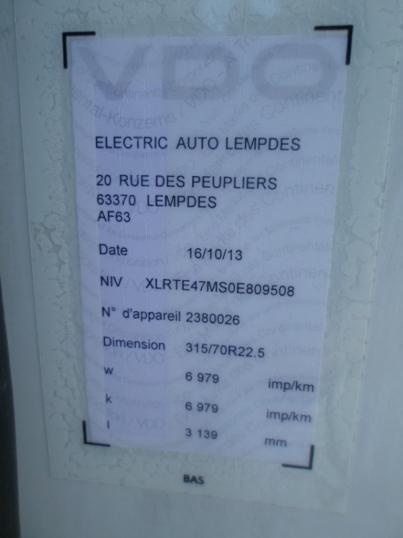 VDO
ELECTRIC AUTO LEMPDES
20 RUE DES PEUPLIERS
63370 LEMPDES
AF63
Date 16/10/13
NIV XLRTE47MS0E809508
N° d'appareil 2380026
Dimension 315/70R22.5
w 6 979 imp/km
k 6 979 imp/km
l 3 139 mm
BAS